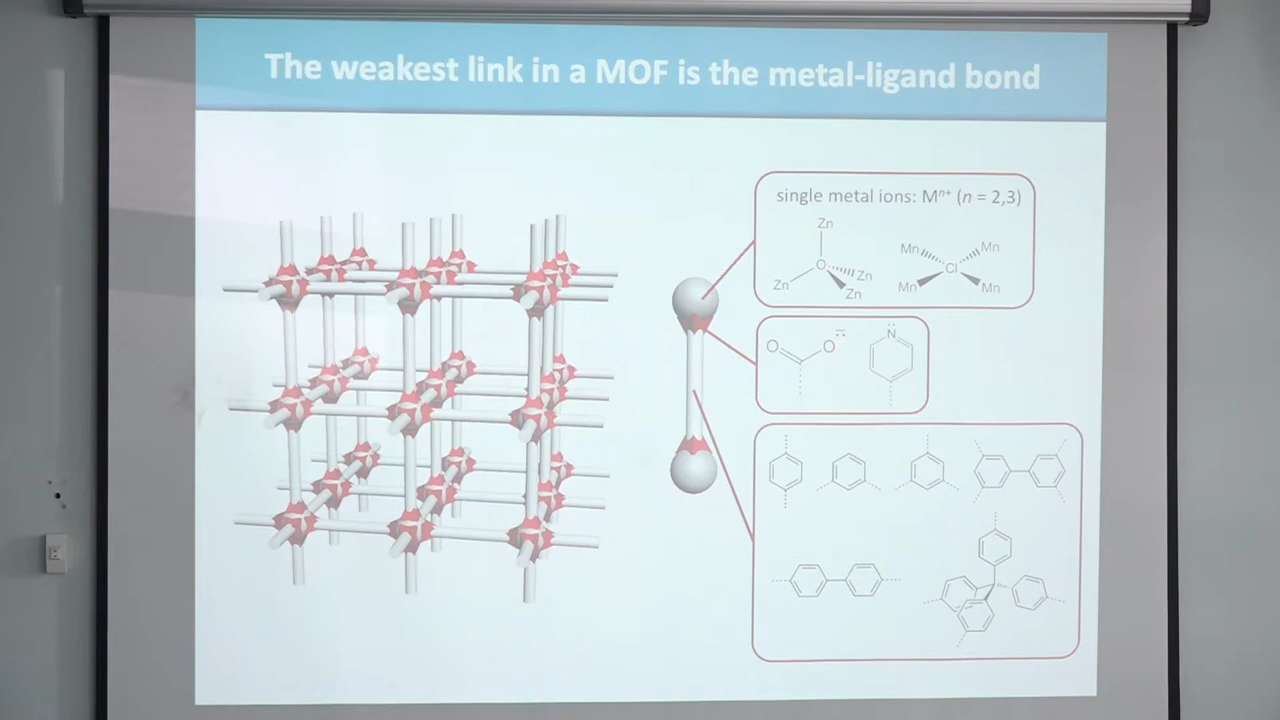 The weakest link in a MOF is the metal-ligand bond
single metal ions: Mⁿ⁺ (n = 2,3)
Zn
O
Zn
Zn
Zn
Mn
Mn
Cl
Mn
Mn
O
O
N